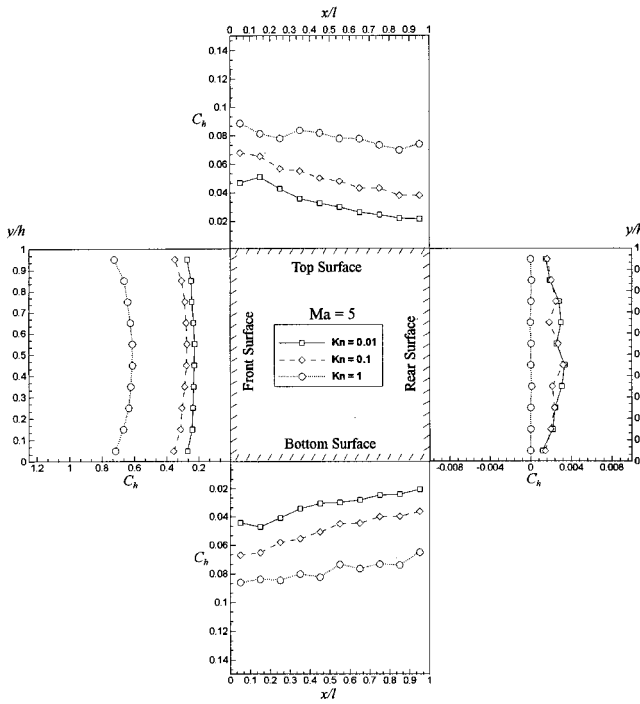 x/l
0 0.1 0.2 0.3 0.4 0.5 0.6 0.7 0.8 0.9 1
0.14
0.12
0.1
C_h
0.08
0.06
0.04
0.02
y/h
1
0.9
0.8
0.7
0.6
0.5
0.4
0.3
0.2
0.1
0
1.2 1 0.8 0.6 0.4 0.2
C_h
Top Surface
Front Surface
Ma = 5
Kn = 0.01
Kn = 0.1
Kn = 1
Rear Surface
Bottom Surface
y/h
1
-0.008 -0.004 0 0.004 0.008
C_h
0.02
0.04
0.06
C_h
0.08
0.1
0.12
0.14
0 0.1 0.2 0.3 0.4 0.5 0.6 0.7 0.8 0.9 1
x/l